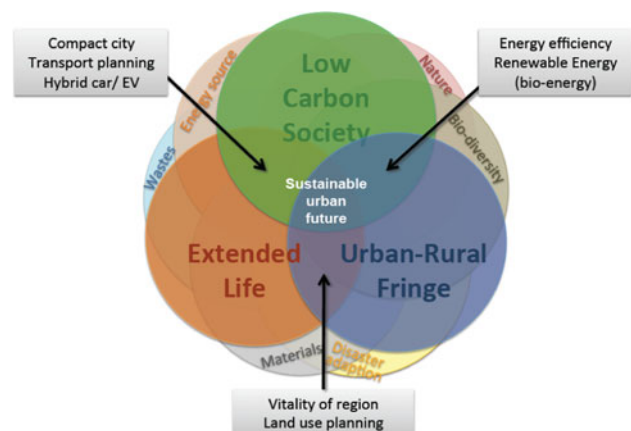 Compact city
Transport planning
Hybrid car/ EV
Energy efficiency
Renewable Energy
(bio-energy)
Low
Carbon
Society
Energy source
Nature
Bio-diversity
Wastes
Sustainable
urban
future
Extended
Life
Urban-Rural
Fringe
Materials
Disaster
adaption
Vitality of region
Land use planning